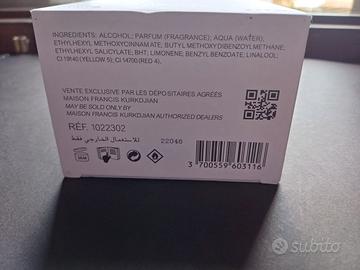 INGREDIENTS: ALCOHOL; PARFUM (FRAGRANCE); AQUA (WATER);
ETHYLHEXYL METHOXYCINNAMATE; BUTYL METHOXYDIBENZOYLMETHANE;
ETHYLHEXYL SALICYLATE; BHT; LIMONENE; BENZYL BENZOATE; LINALOOL;
CI 19140 (YELLOW 5); CI 14700 (RED 4).
VENTE EXCLUSIVE PAR LES DÉPOSITAIRES AGRÉÉS
MAISON FRANCIS KURKDJIAN
MAY BE SOLD ONLY BY
MAISON FRANCIS KURKDJIAN AUTHORIZED DEALERS
RÉF. 1022302
للاستعمال الخارجي فقط
22046
3 700559 603116
subito